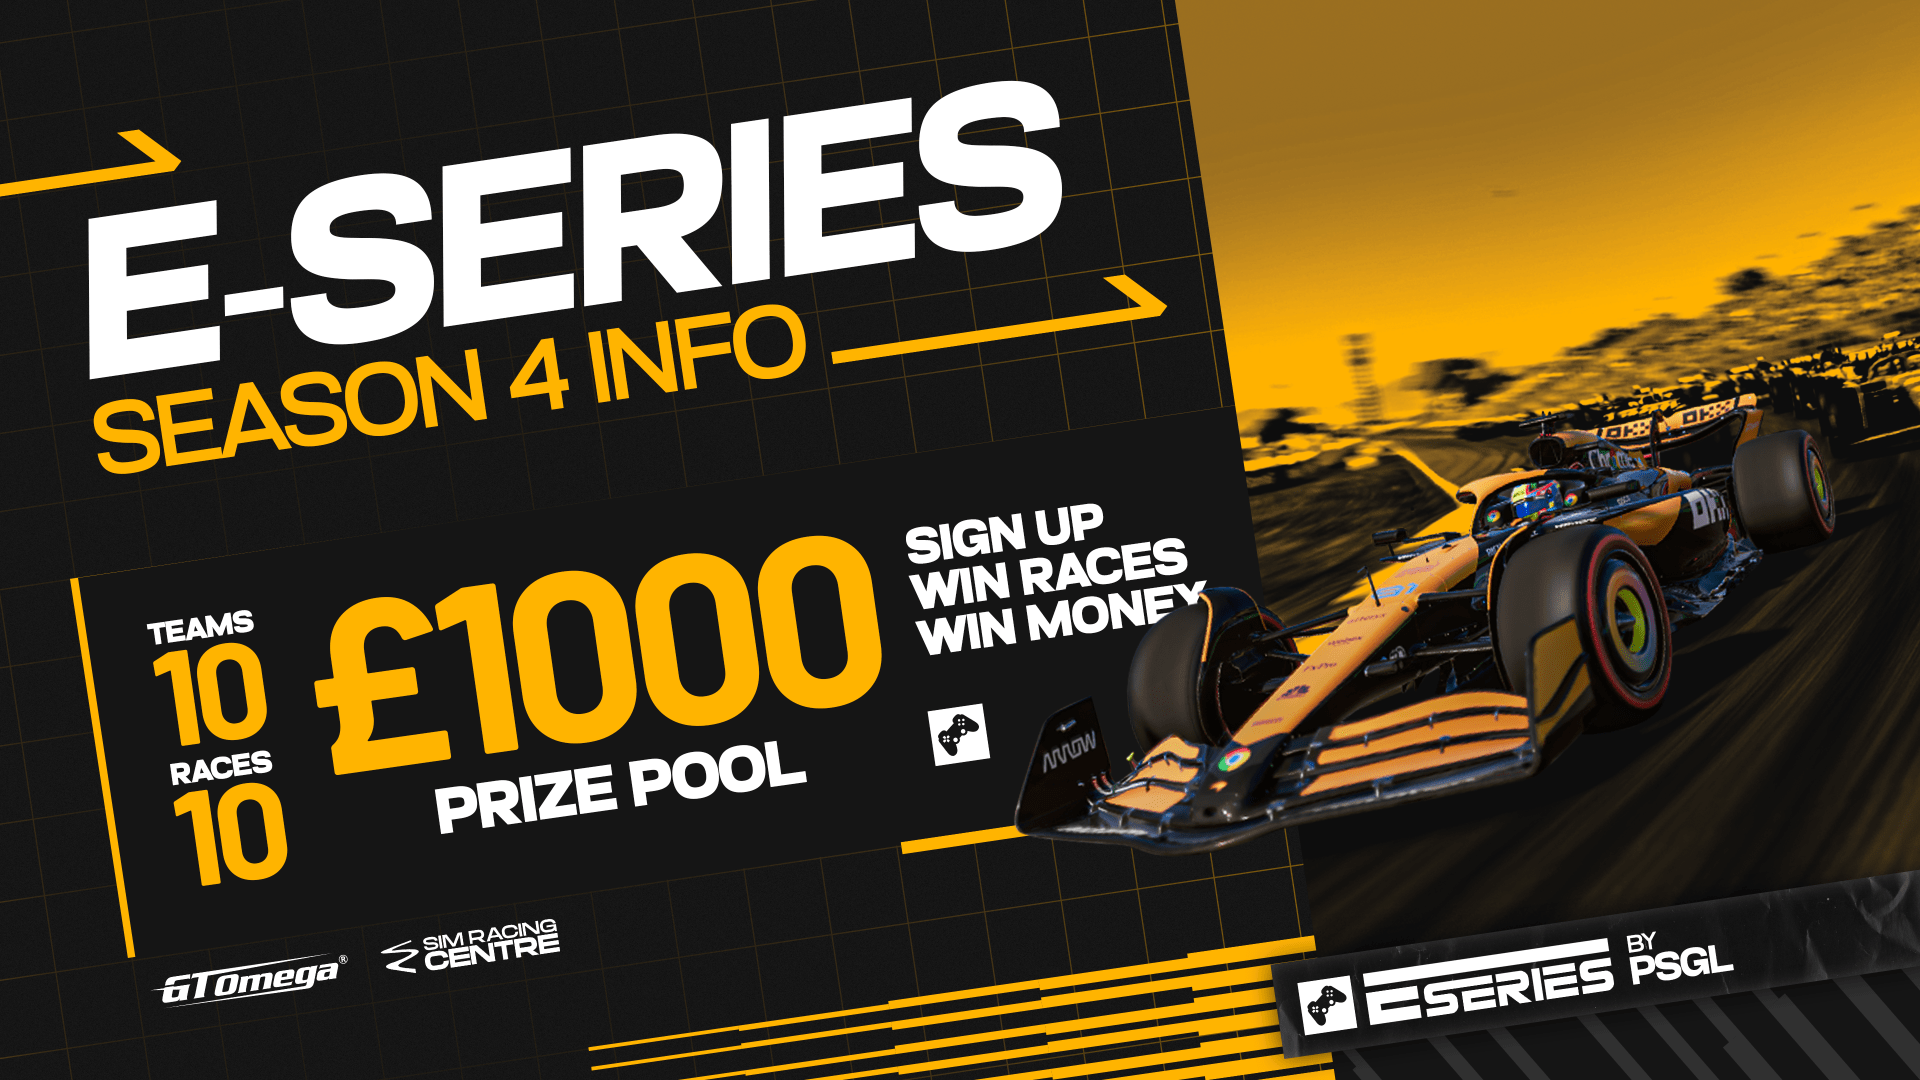 E-SERIES
SEASON 4 INFO
TEAMS
10
RACES
10
£1000
PRIZE POOL
SIGN UP
WIN RACES
WIN MONEY
GTOmega®
SIM RACING
CENTRE
ARROW
ESERIES
BY
PSGL